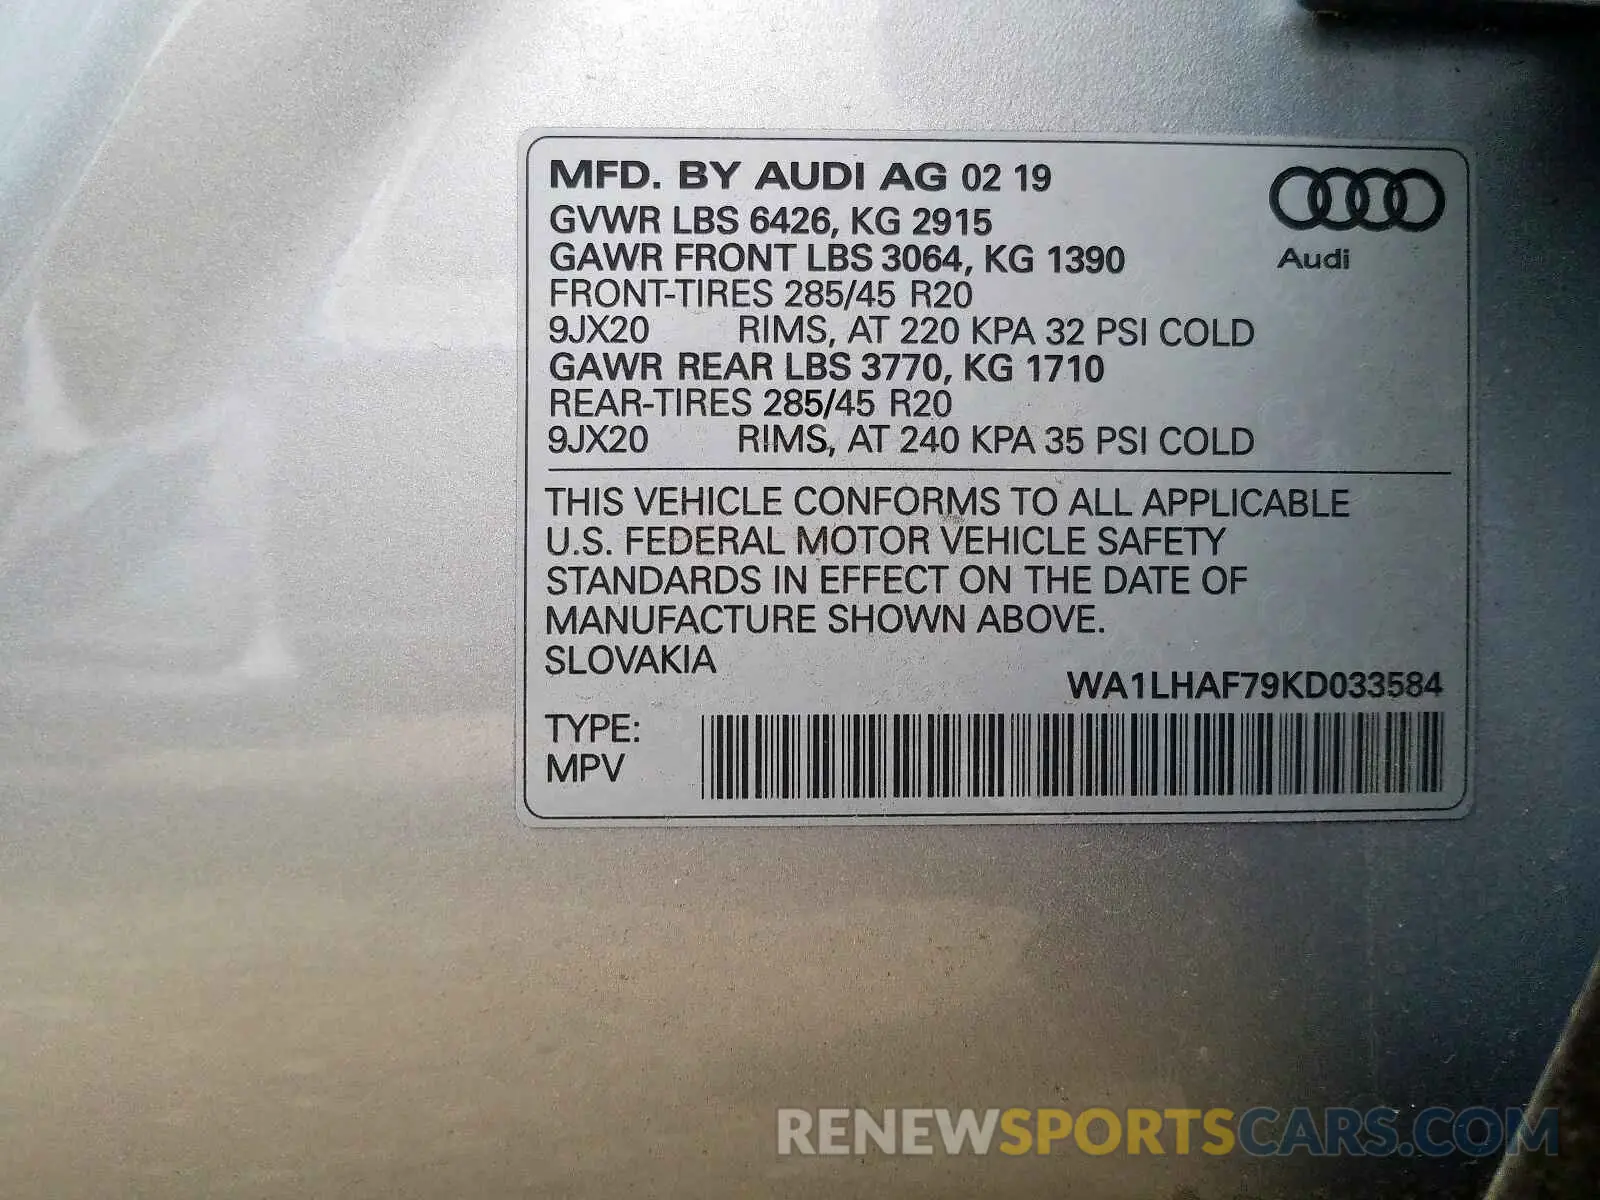 MFD. BY AUDI AG 02 19
GVWR LBS 6426, KG 2915
GAWR FRONT LBS 3064, KG 1390
Audi
FRONT-TIRES 285/45 R20
9JX20 RIMS, AT 220 KPA 32 PSI COLD
GAWR REAR LBS 3770, KG 1710
REAR-TIRES 285/45 R20
9JX20 RIMS, AT 240 KPA 35 PSI COLD
THIS VEHICLE CONFORMS TO ALL APPLICABLE
U.S. FEDERAL MOTOR VEHICLE SAFETY
STANDARDS IN EFFECT ON THE DATE OF
MANUFACTURE SHOWN ABOVE.
SLOVAKIA
WA1LHAF79KD033584
TYPE:
MPV
RENEWSPORTSCARS.COM